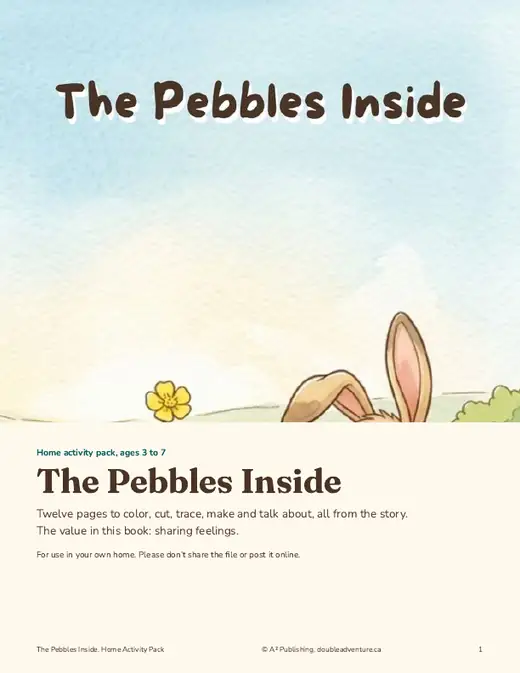 The Pebbles Inside
Home activity pack, ages 3 to 7
The Pebbles Inside
Twelve pages to color, cut, trace, make and talk about, all from the story.
The value in this book: sharing feelings.
For use in your own home. Please don't share the file or post it online.
The Pebbles Inside. Home Activity Pack
© A² Publishing, doubleadventure.ca
1